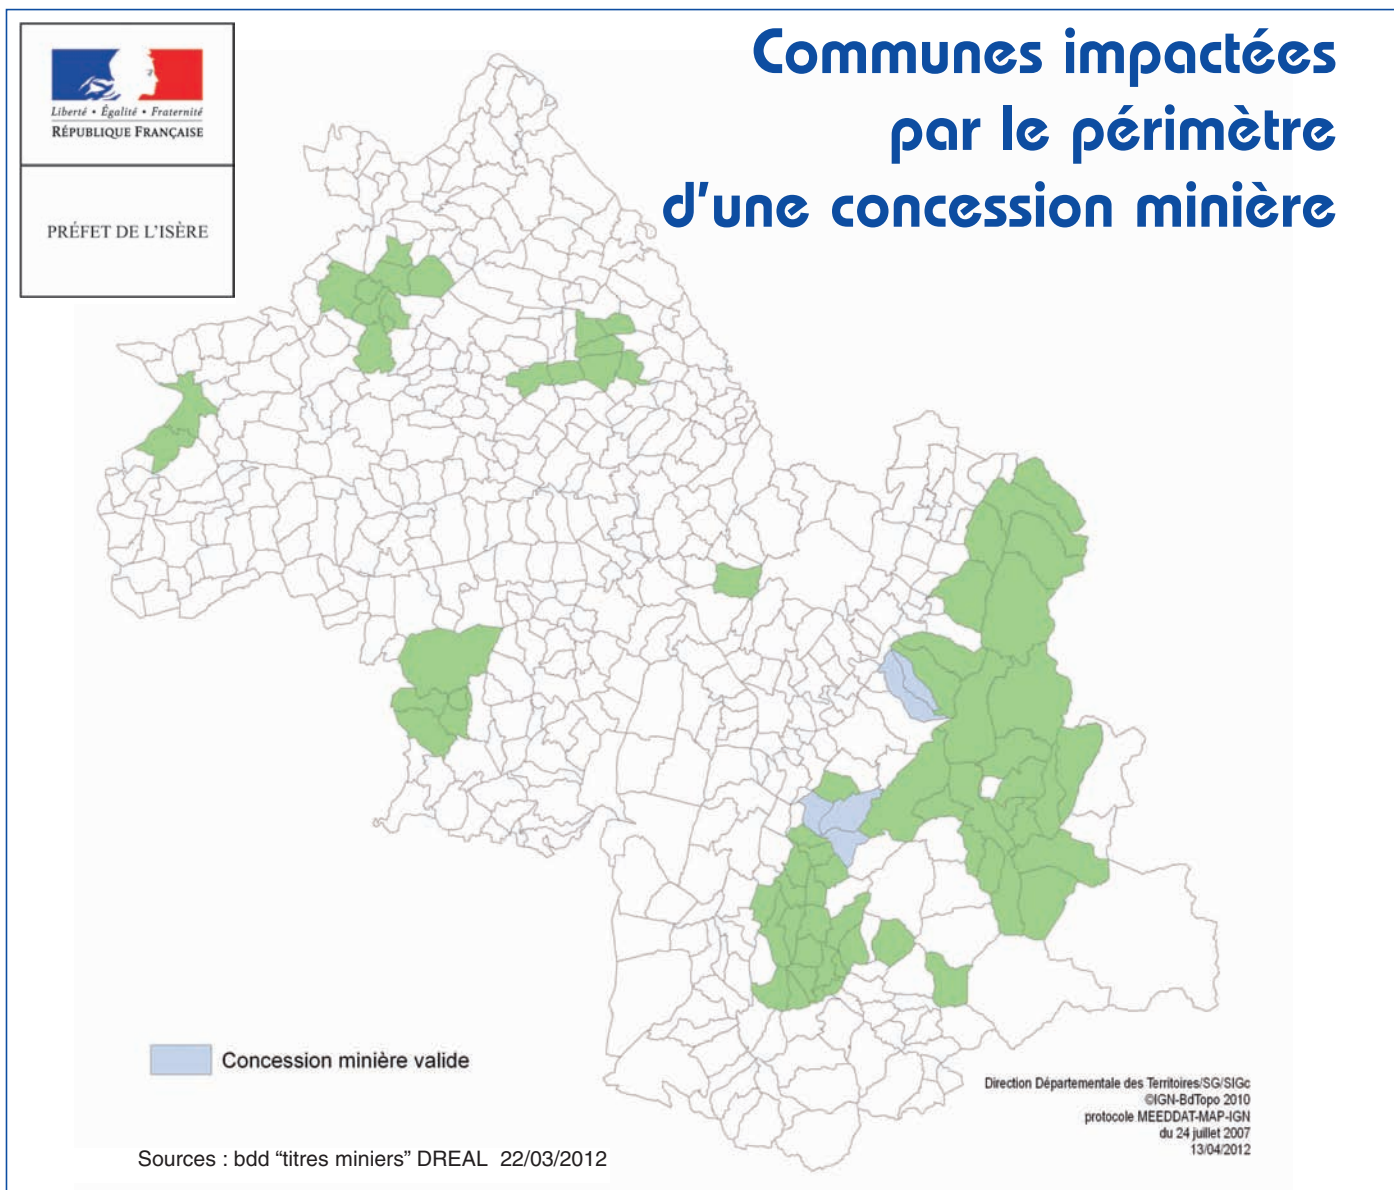 Liberté • Égalité • Fraternité
RÉPUBLIQUE FRANÇAISE
PRÉFET DE L'ISÈRE
Communes impactées
par le périmètre
d'une concession minière
Concession minière valide
Direction Départementale des Territoires/SG/SIGc
©IGN-BdTopo 2010
protocole MEEDDAT-MAP-IGN
du 24 juillet 2007
13/04/2012
Sources : bdd “titres miniers” DREAL 22/03/2012